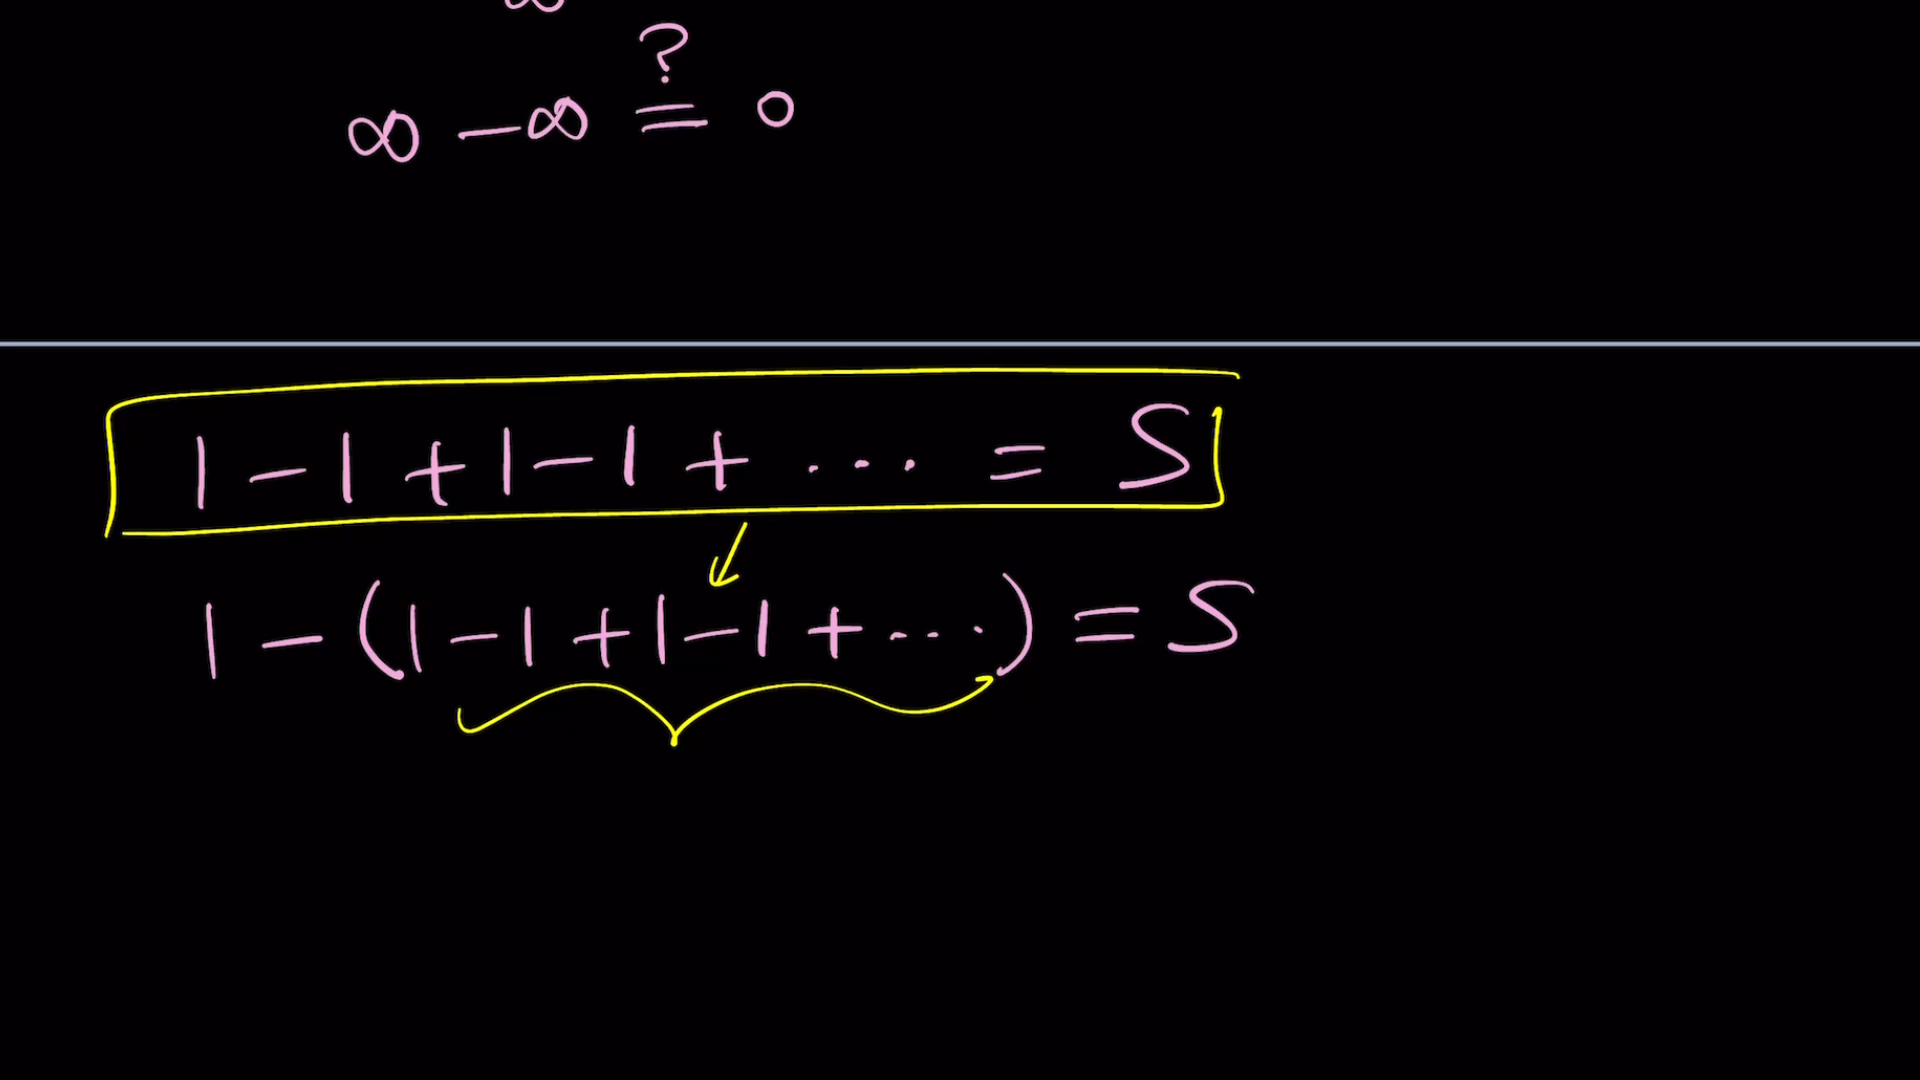 ∞
?
∞ - ∞ = 0
1 - 1 + 1 - 1 + ... = S
1 - (1 - 1 + 1 - 1 + ...) = S